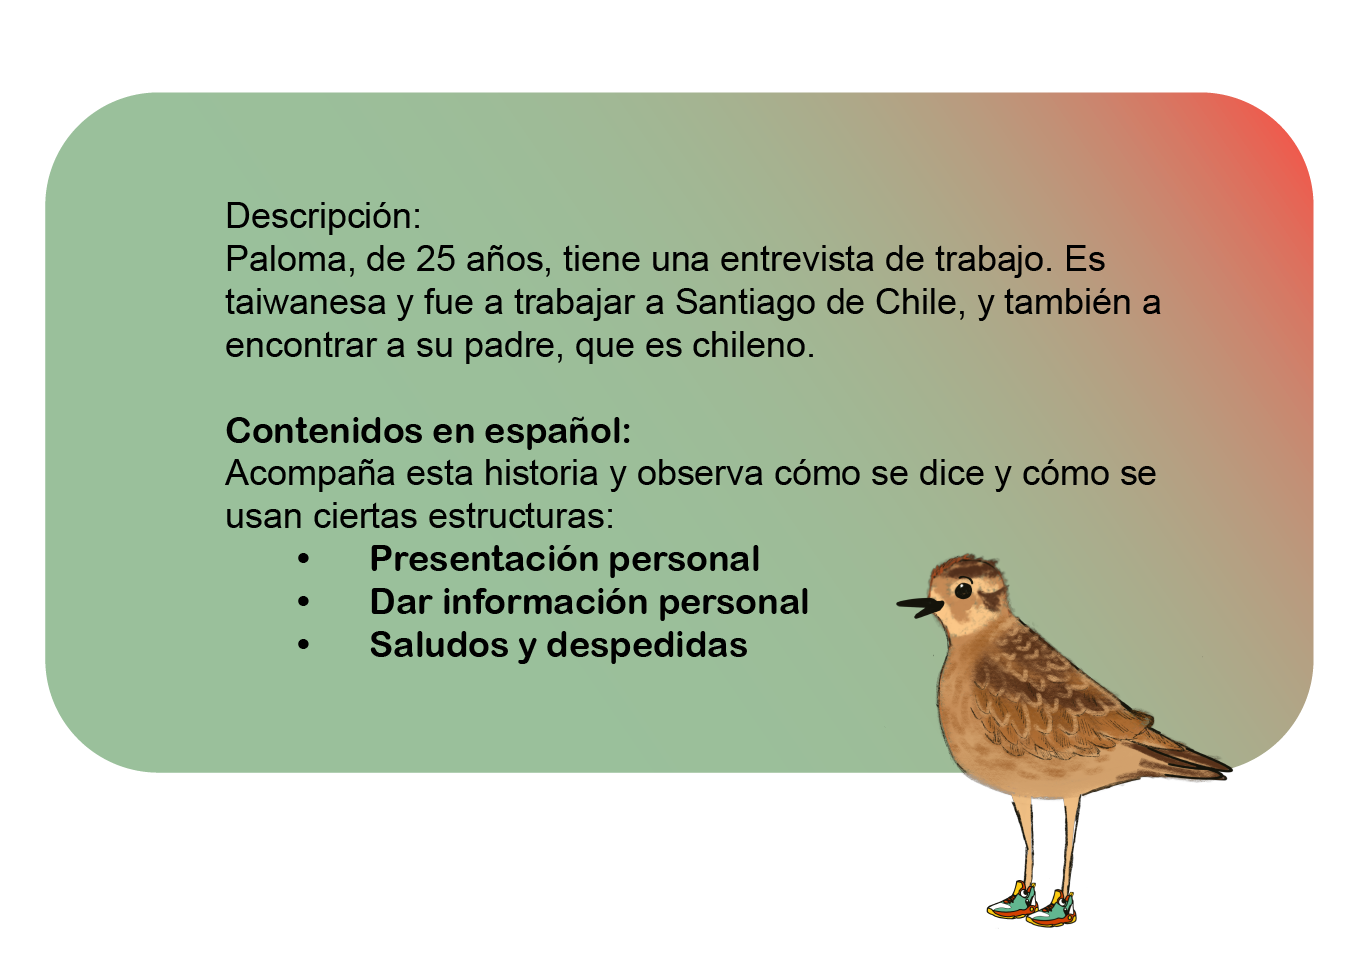 Descripción:
Paloma, de 25 años, tiene una entrevista de trabajo. Es
taiwanesa y fue a trabajar a Santiago de Chile, y también a
encontrar a su padre, que es chileno.
Contenidos en español:
Acompaña esta historia y observa cómo se dice y cómo se
usan ciertas estructuras:
• Presentación personal
• Dar información personal
• Saludos y despedidas